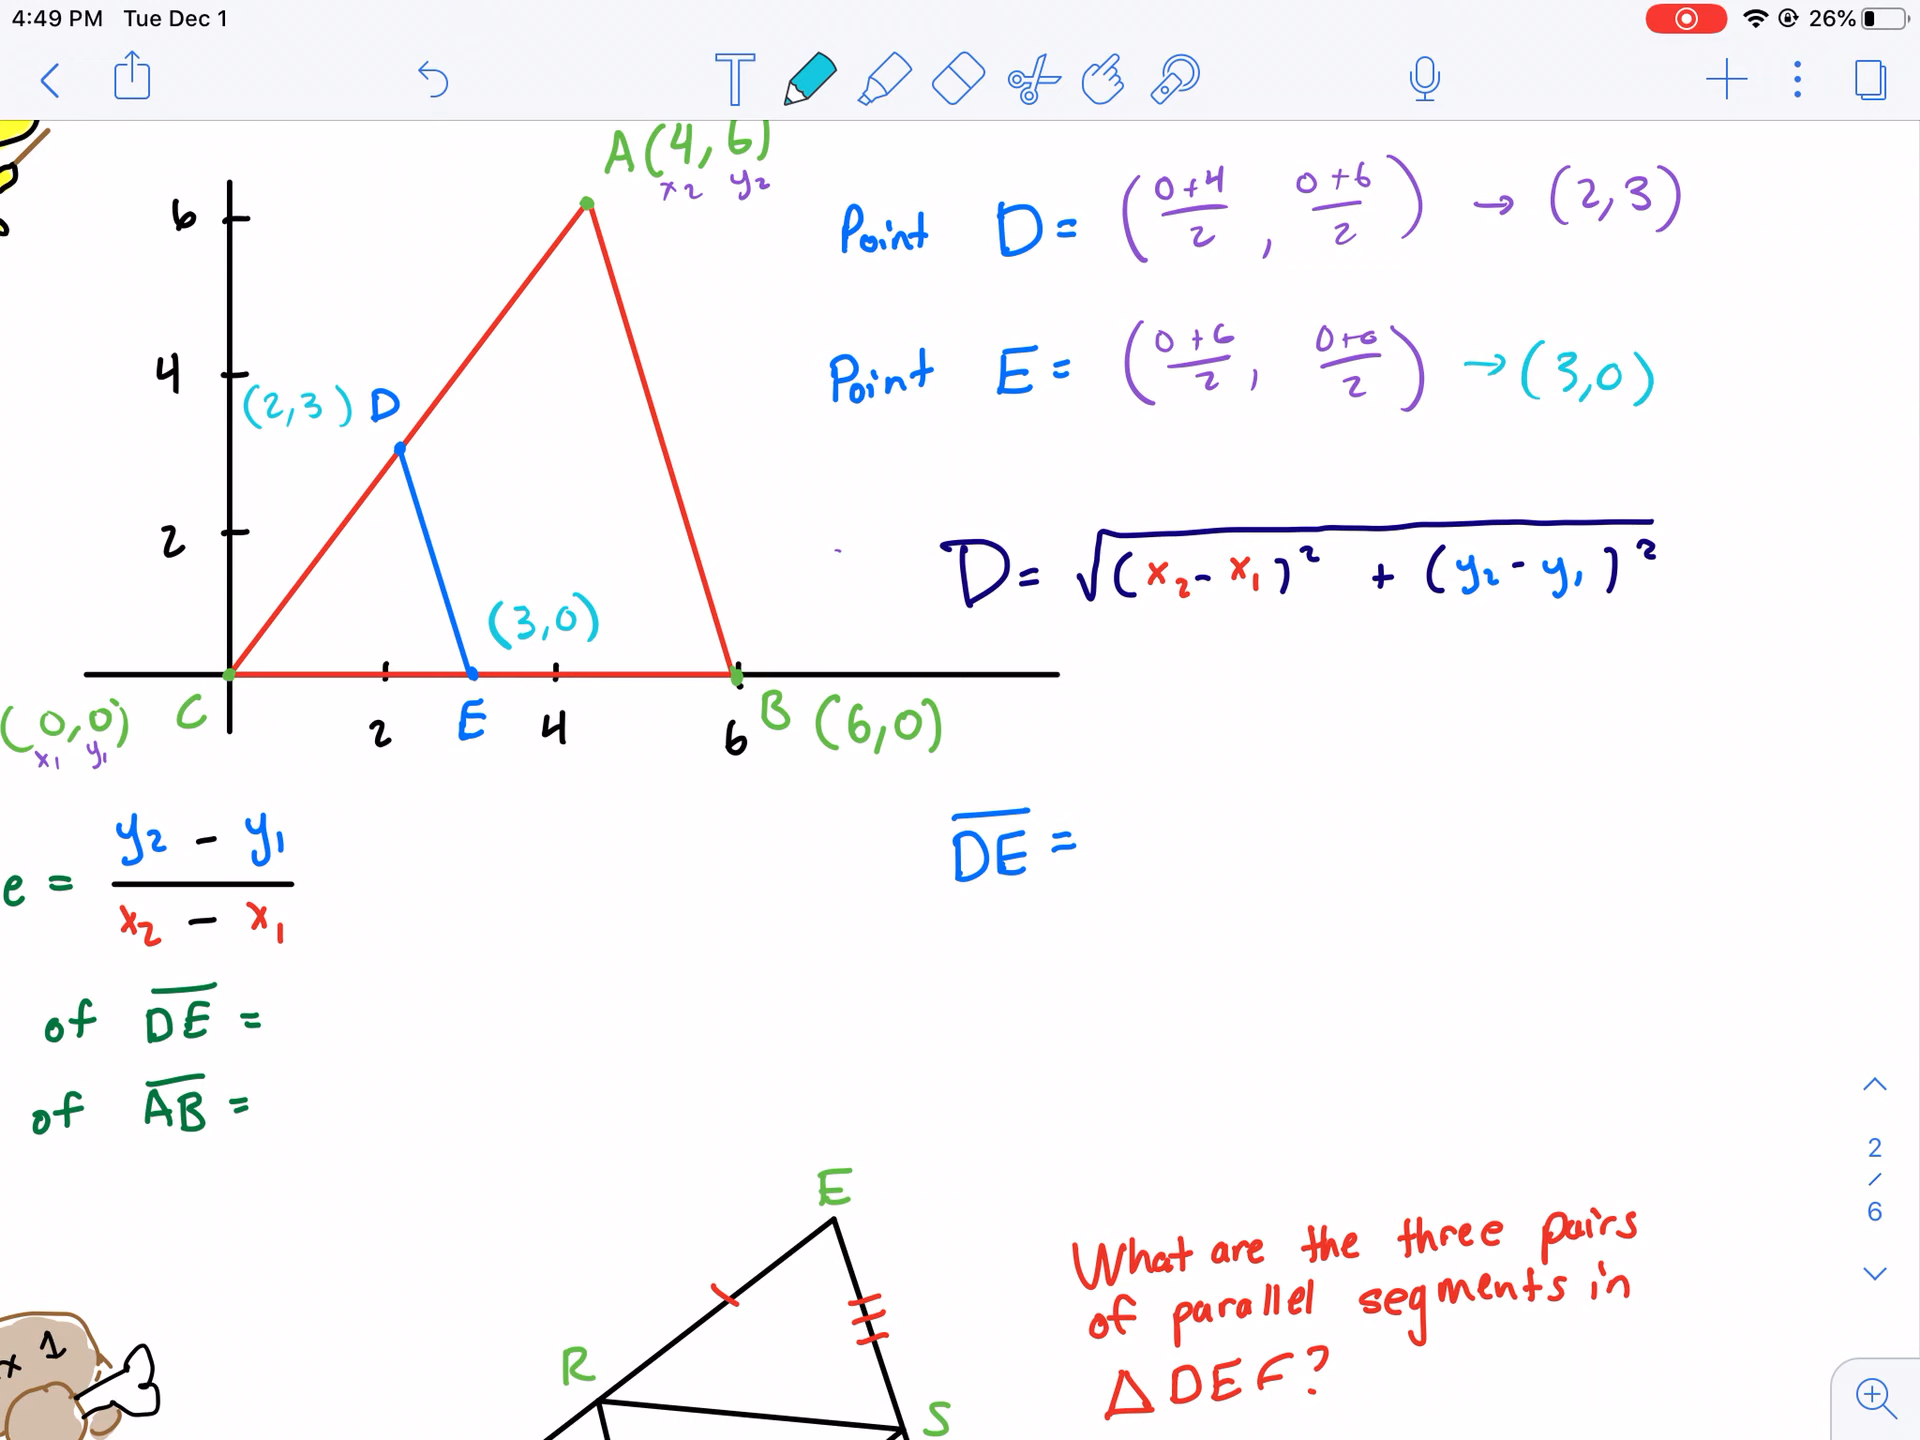 4:49 PM Tue Dec 1
26%
A(4,6)
x2 y2
6
4
2
(2,3) D
(3,0)
(0,0) C
x1 y1
2 E 4 6 B (6,0)
Point D = (0+4/2, 0+6/2) → (2,3)
Point E = (0+6/2, 0+0/2) → (3,0)
D = √(x2 - x1)² + (y2 - y1)²
e = y2 - y1 / x2 - x1
DE =
of DE =
of AB =
E
R
S
What are the three pairs
of parallel segments in
Δ DEF?
x 1
2
/
6